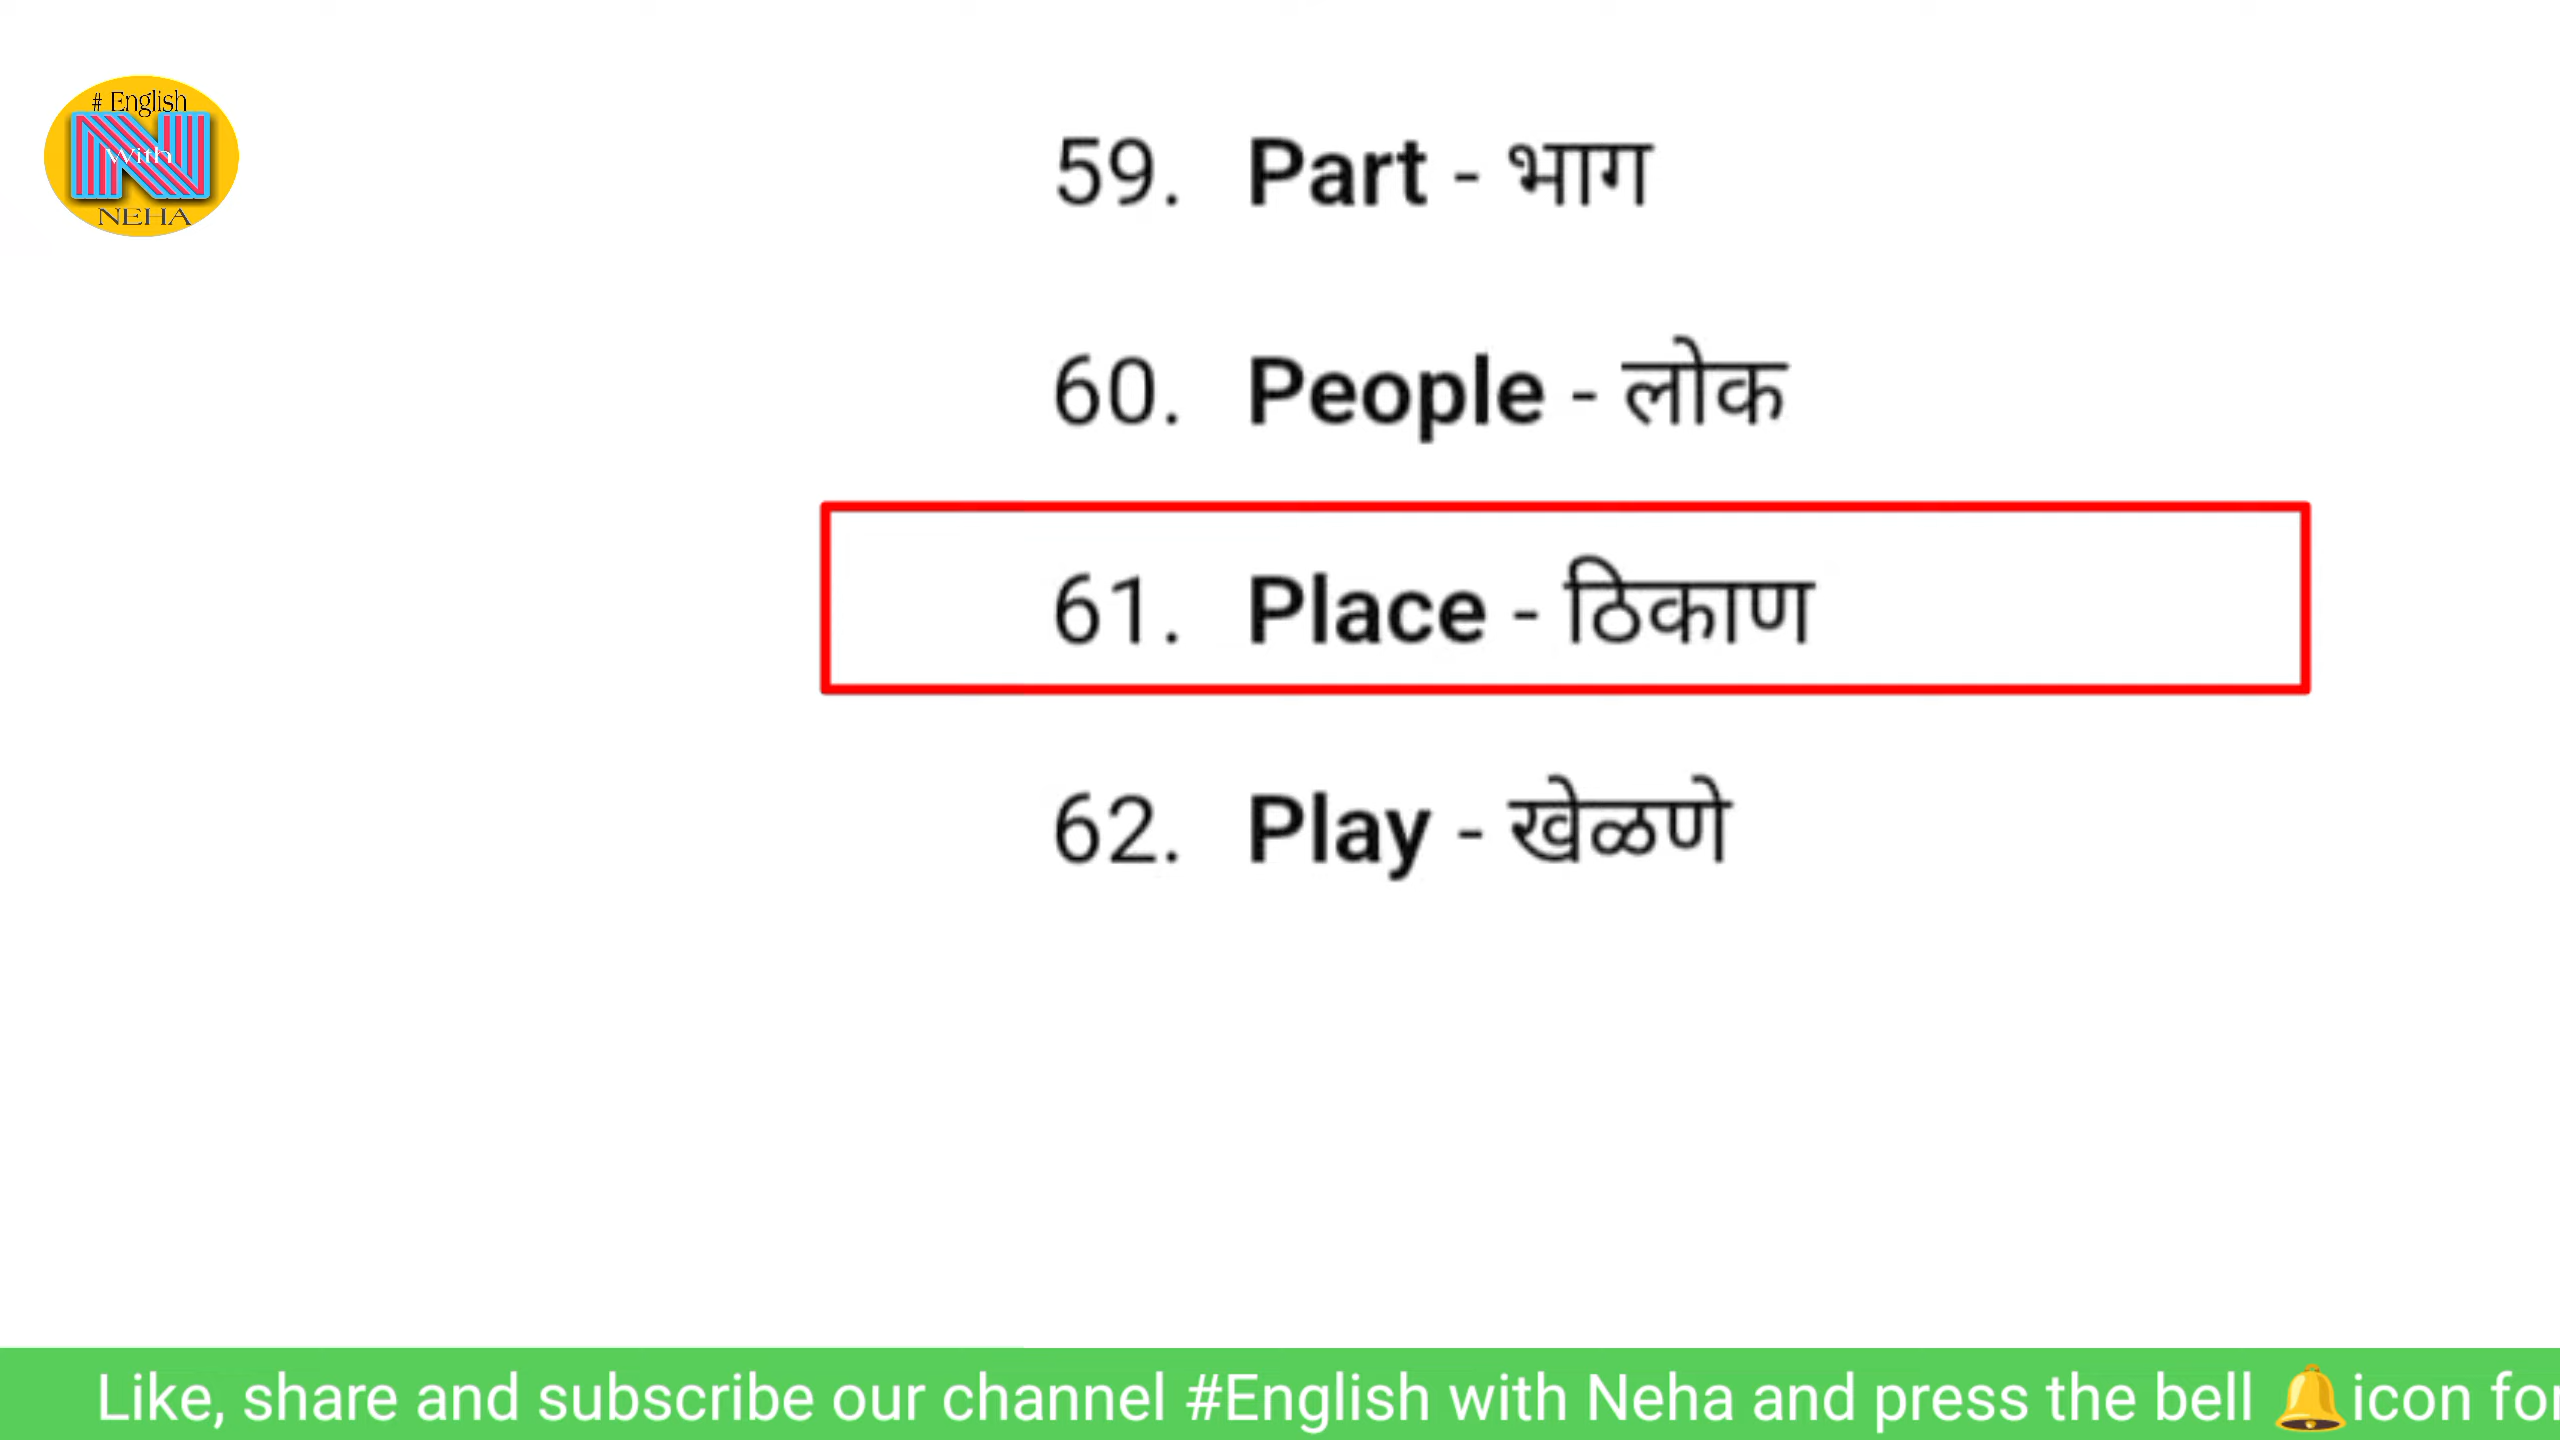 # English
With
NEHA
59. Part - भाग
60. People - लोक
61. Place - ठिकाण
62. Play - खेळणे
Like, share and subscribe our channel #English with Neha and press the bell 🔔icon for